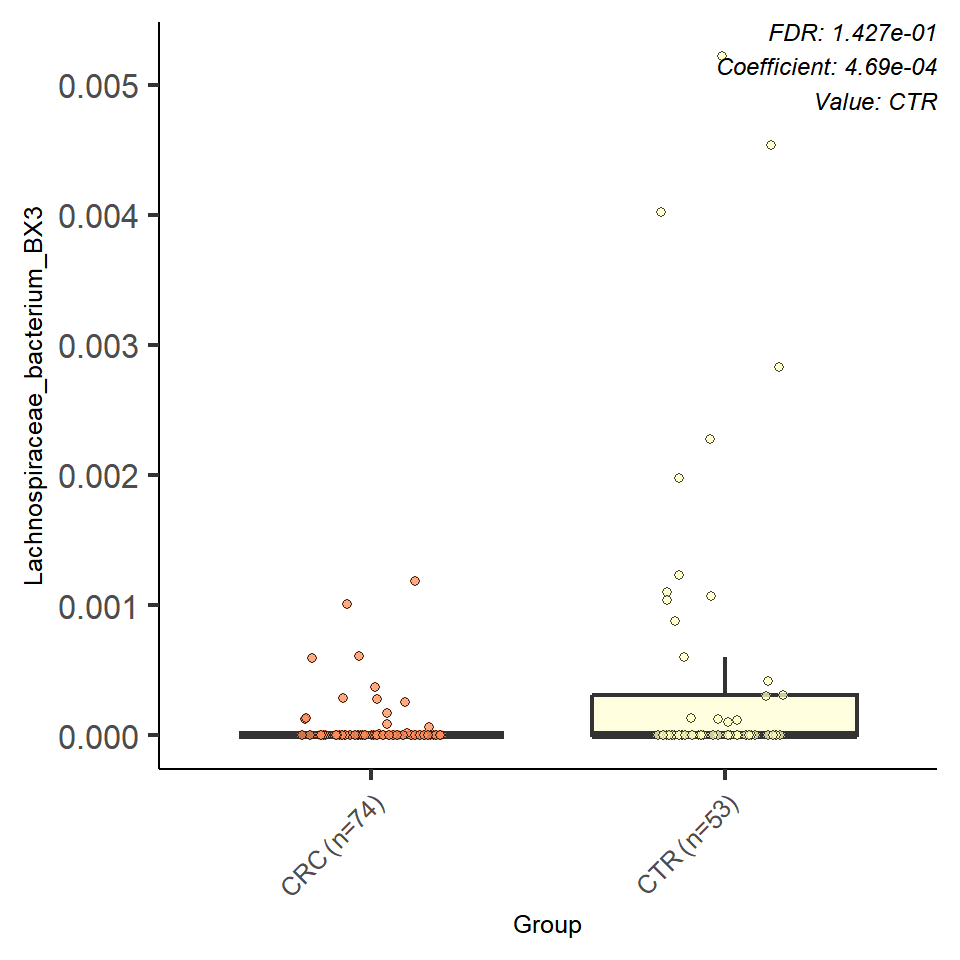 FDR: 1.427e-01
Coefficient: 4.69e-04
Value: CTR
Lachnospiraceae_bacterium_BX3
0.005
0.004
0.003
0.002
0.001
0.000
CRC (n=74)
CTR (n=53)
Group